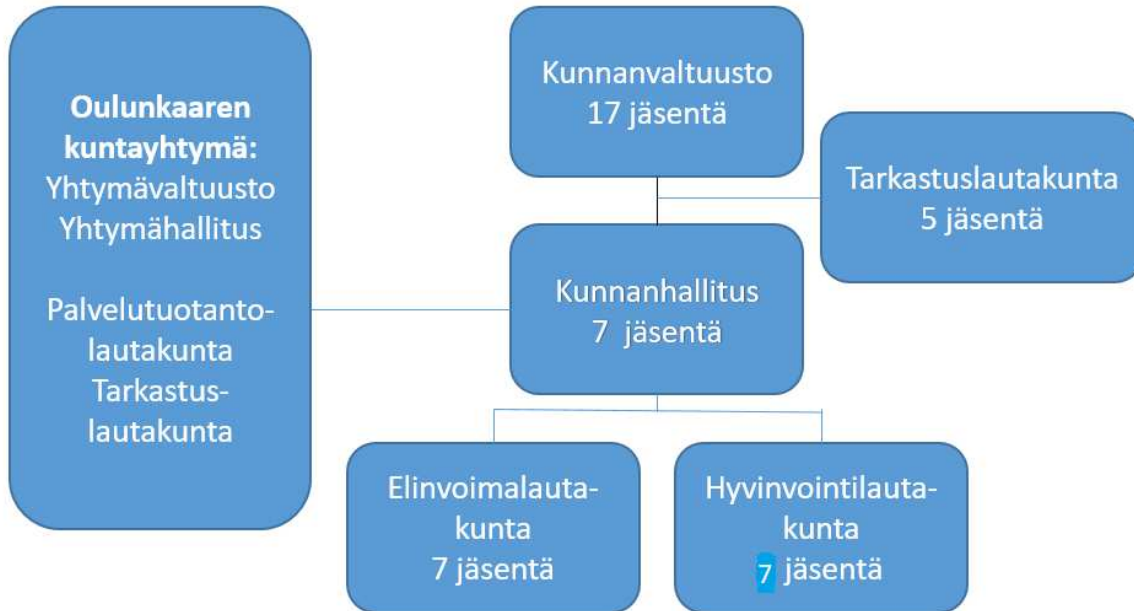 Oulunkaaren
kuntayhtymä:
Yhtymävaltuusto
Yhtymähallitus
Palvelutuotanto-
lautakunta
Tarkastus-
lautakunta
Kunnanvaltuusto
17 jäsentä
Tarkastuslautakunta
5 jäsentä
Kunnanhallitus
7 jäsentä
Elinvoimalauta-
kunta
7 jäsentä
Hyvinvointilauta-
kunta
7 jäsentä